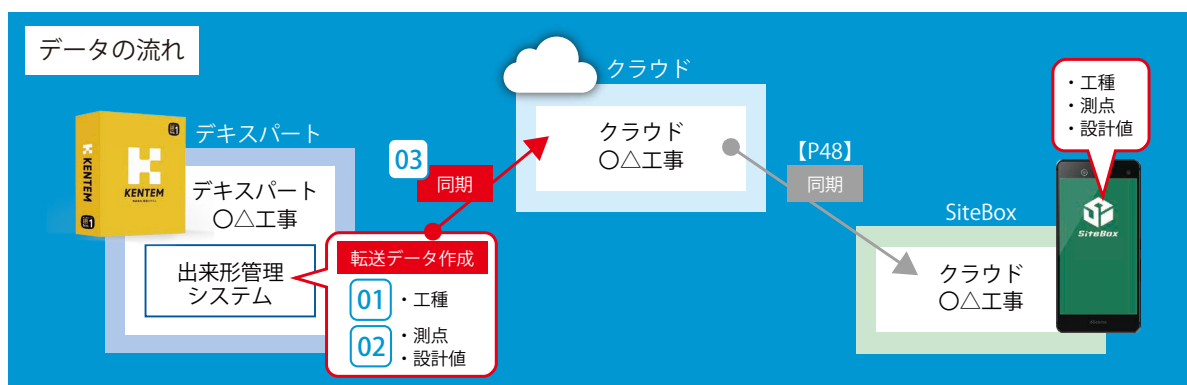 データの流れ
デキスパート
KENTEM
KENTEM
デキスパート
〇△工事
出来形管理
システム
転送データ作成
01 ・工種
02 ・測点
・設計値
03
同期
クラウド
クラウド
〇△工事
【P48】
同期
SiteBox
クラウド
〇△工事
・工種
・測点
・設計値
SiteBox